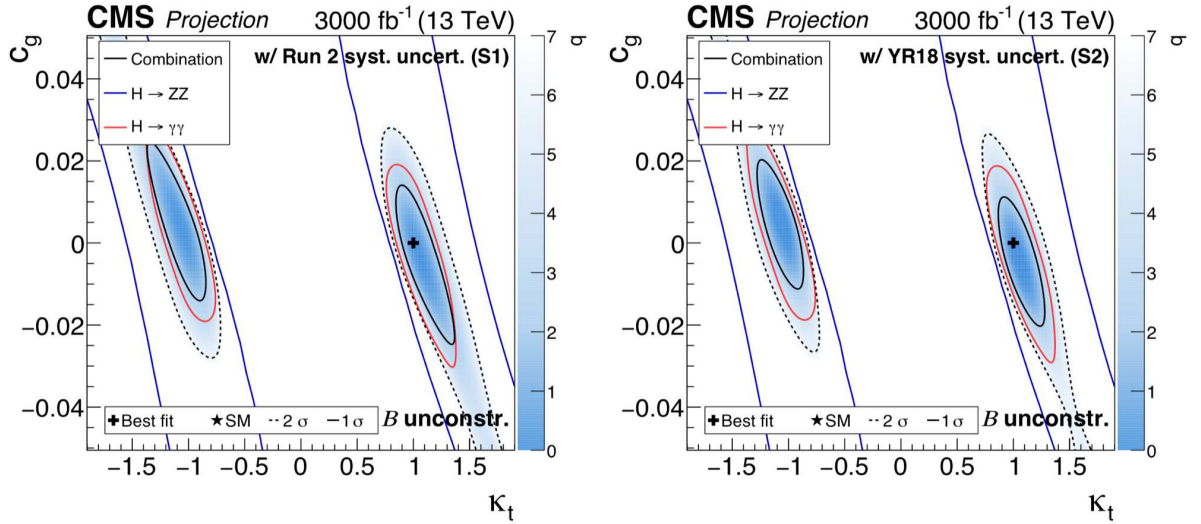 CMS Projection 3000 fb⁻¹ (13 TeV)
w/ Run 2 syst. uncert. (S1)
Combination
H → ZZ
H → γγ
c_g
0.04
0.02
0
−0.02
−0.04
Best fit ★SM 2 σ 1 σ
B unconstr.
−1.5 −1 −0.5 0 0.5 1 1.5
κ_t
q
7
6
5
4
3
2
1
0
CMS Projection 3000 fb⁻¹ (13 TeV)
w/ YR18 syst. uncert. (S2)
Combination
H → ZZ
H → γγ
c_g
0.04
0.02
0
−0.02
−0.04
Best fit ★SM 2 σ 1 σ
B unconstr.
−1.5 −1 −0.5 0 0.5 1 1.5
κ_t
q
7
6
5
4
3
2
1
0